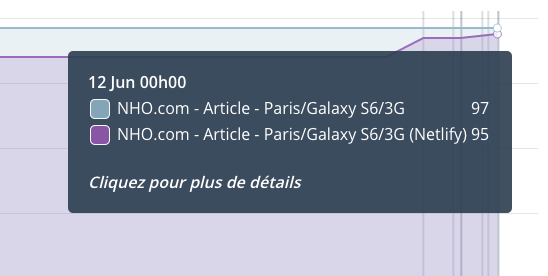 12 Jun 00h00
NHO.com - Article - Paris/Galaxy S6/3G 97
NHO.com - Article - Paris/Galaxy S6/3G (Netlify) 95
Cliquez pour plus de détails